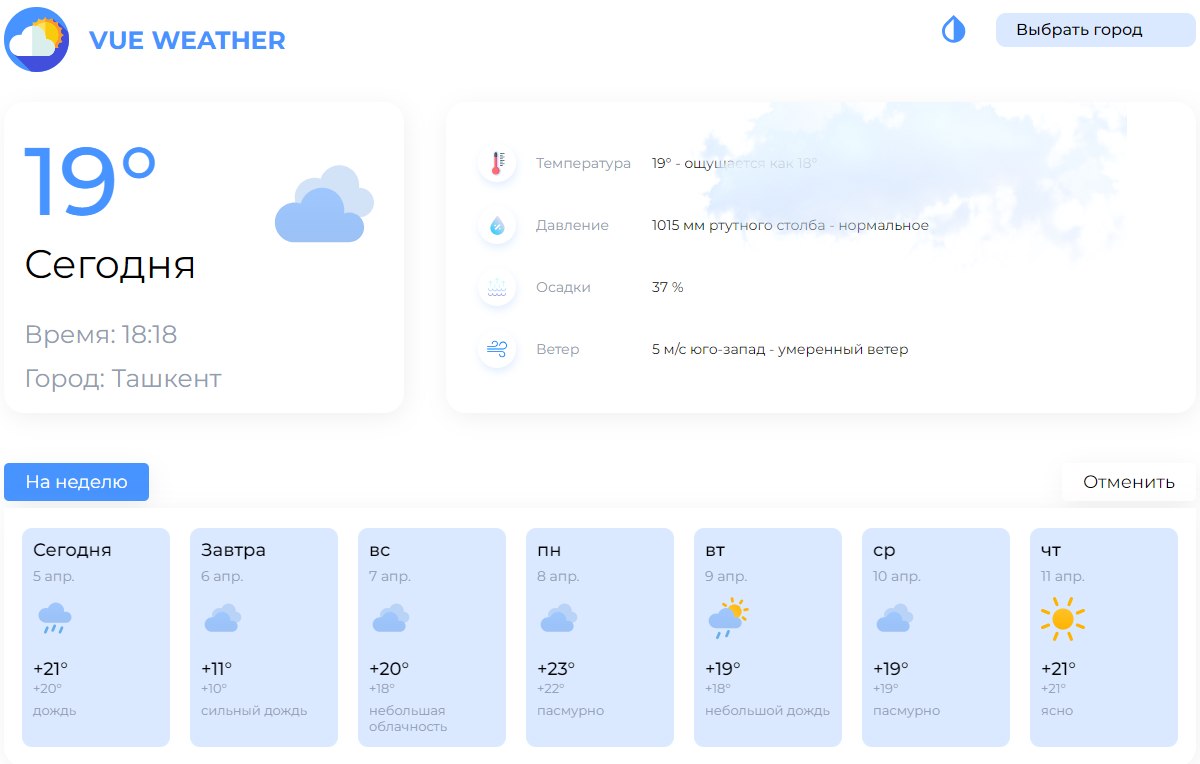 VUE WEATHER
Выбрать город
19°
Сегодня
Время: 18:18
Город: Ташкент
Температура 19° - ощущается как 18°
Давление 1015 мм ртутного столба - нормальное
Осадки 37 %
Ветер 5 м/с юго-запад - умеренный ветер
На неделю
Отменить
Сегодня
5 апр.
+21°
+20°
дождь
Завтра
6 апр.
+11°
+10°
сильный дождь
вс
7 апр.
+20°
+18°
небольшая
облачность
пн
8 апр.
+23°
+22°
пасмурно
вт
9 апр.
+19°
+18°
небольшой дождь
ср
10 апр.
+19°
+19°
пасмурно
чт
11 апр.
+21°
+21°
ясно